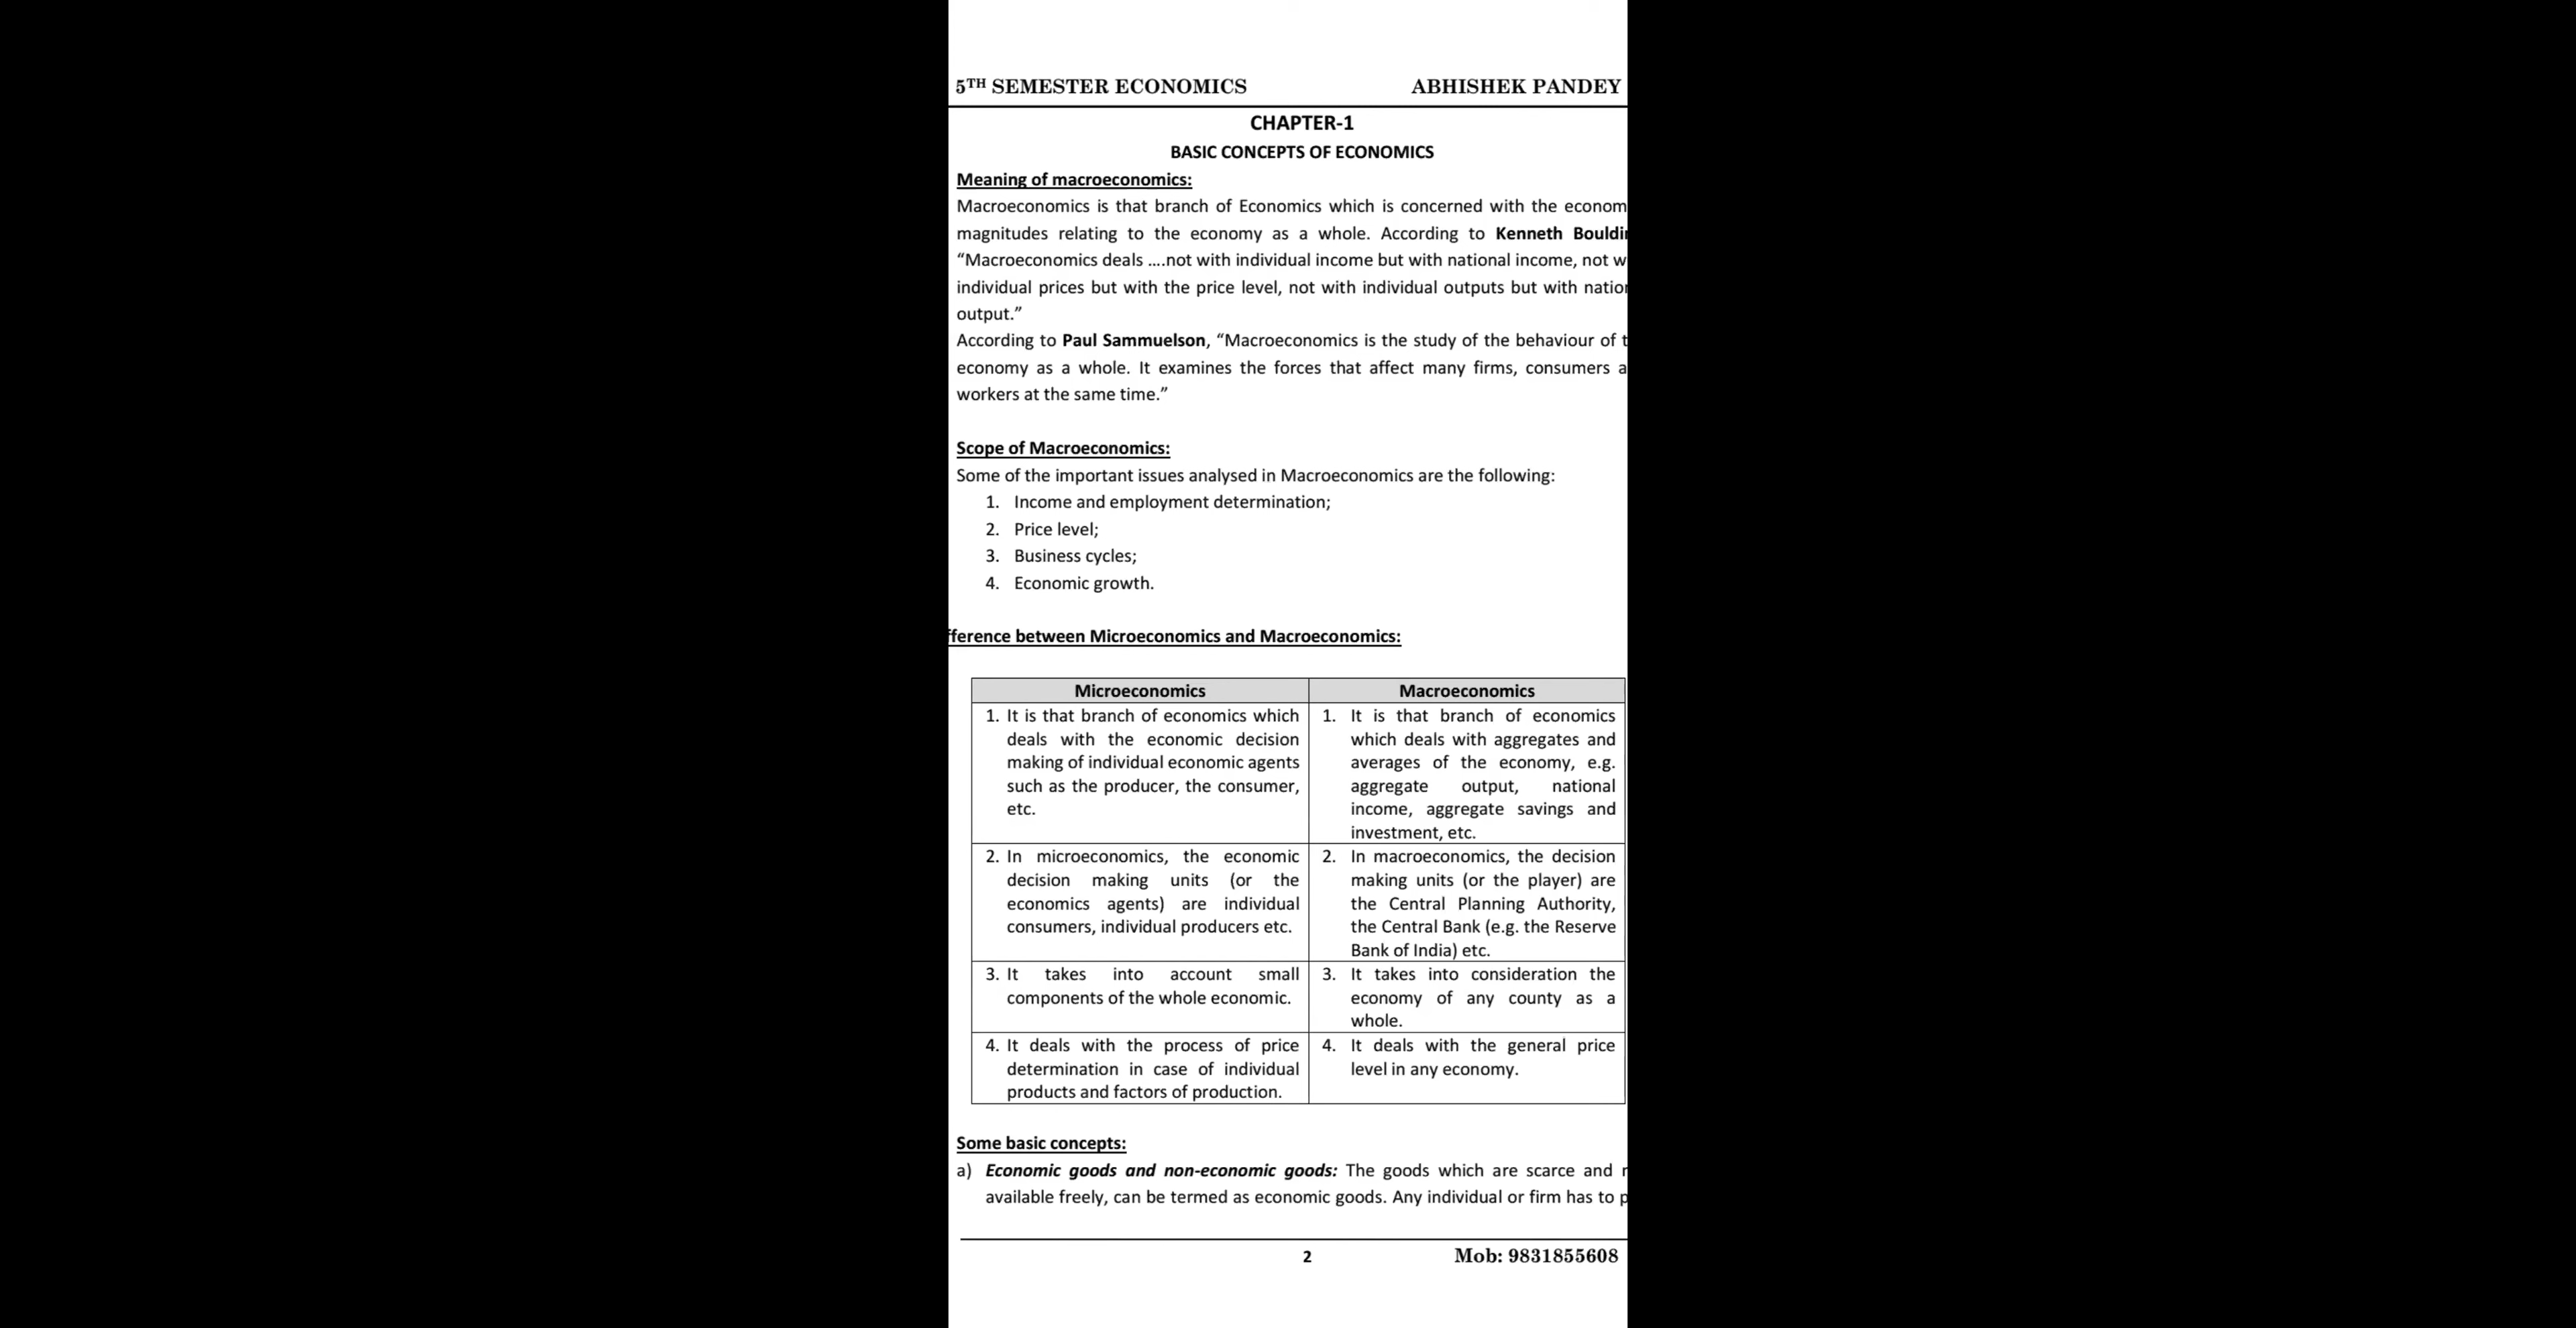 5TH SEMESTER ECONOMICS ABHISHEK PANDEY
CHAPTER-1
BASIC CONCEPTS OF ECONOMICS
Meaning of macroeconomics:
Macroeconomics is that branch of Economics which is concerned with the econom
magnitudes relating to the economy as a whole. According to Kenneth Bouldi
“Macroeconomics deals ....not with individual income but with national income, not w
individual prices but with the price level, not with individual outputs but with natio
output.”
According to Paul Sammuelson, “Macroeconomics is the study of the behaviour of t
economy as a whole. It examines the forces that affect many firms, consumers a
workers at the same time.”
Scope of Macroeconomics:
Some of the important issues analysed in Macroeconomics are the following:
1. Income and employment determination;
2. Price level;
3. Business cycles;
4. Economic growth.
fference between Microeconomics and Macroeconomics:
Microeconomics
1. It is that branch of economics which
deals with the economic decision
making of individual economic agents
such as the producer, the consumer,
etc.
2. In microeconomics, the economic
decision making units (or the
economics agents) are individual
consumers, individual producers etc.
3. It takes into account small
components of the whole economic.
4. It deals with the process of price
determination in case of individual
products and factors of production.
Macroeconomics
1. It is that branch of economics
which deals with aggregates and
averages of the economy, e.g.
aggregate output, national
income, aggregate savings and
investment, etc.
2. In macroeconomics, the decision
making units (or the player) are
the Central Planning Authority,
the Central Bank (e.g. the Reserve
Bank of India) etc.
3. It takes into consideration the
economy of any county as a
whole.
4. It deals with the general price
level in any economy.
Some basic concepts:
a) Economic goods and non-economic goods: The goods which are scarce and
available freely, can be termed as economic goods. Any individual or firm has to
2 Mob: 9831855608